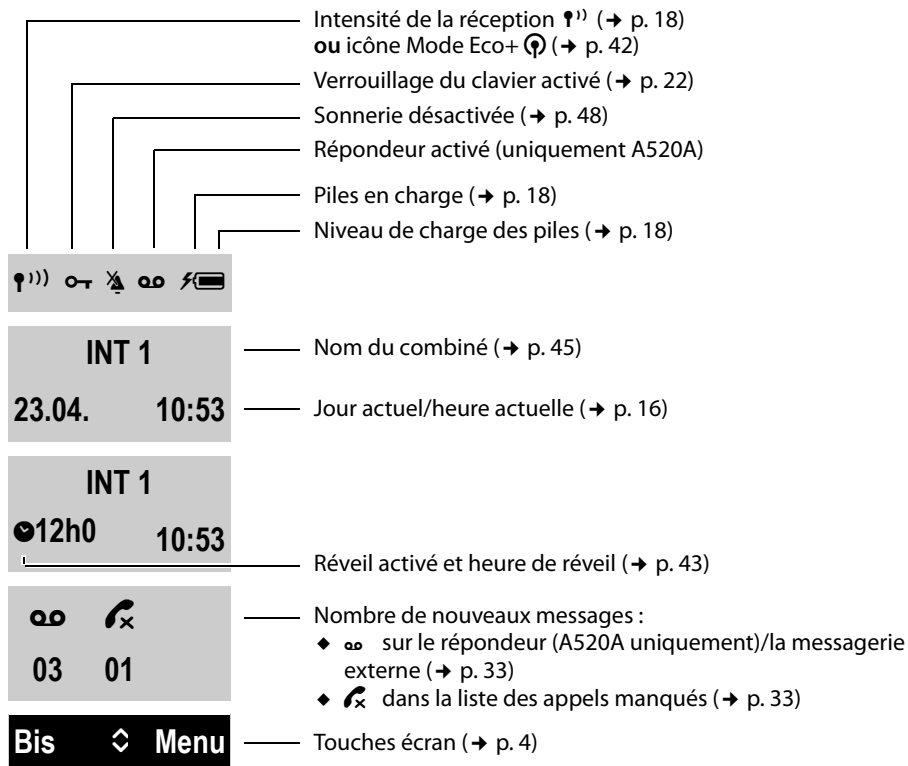 Intensité de la réception (➔ p. 18)
ou icône Mode Eco+ (➔ p. 42)
Verrouillage du clavier activé (➔ p. 22)
Sonnerie désactivée (➔ p. 48)
Répondeur activé (uniquement A520A)
Piles en charge (➔ p. 18)
Niveau de charge des piles (➔ p. 18)
INT 1
Nom du combiné (➔ p. 45)
23.04. 10:53
Jour actuel/heure actuelle (➔ p. 16)
INT 1
12h0 10:53
Réveil activé et heure de réveil (➔ p. 43)
Nombre de nouveaux messages :
◆ sur le répondeur (A520A uniquement)/la messagerie
externe (➔ p. 33)
03 01
◆ dans la liste des appels manqués (➔ p. 33)
Bis Menu
Touches écran (➔ p. 4)